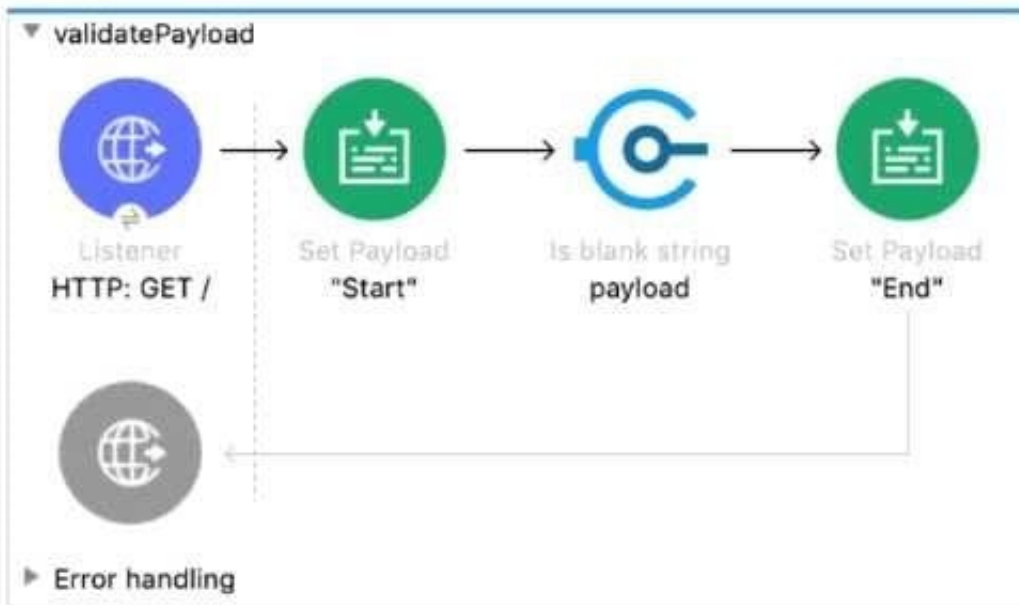 validatePayload
Listener
HTTP: GET /
Set Payload
"Start"
Is blank string
payload
Set Payload
"End"
Error handling